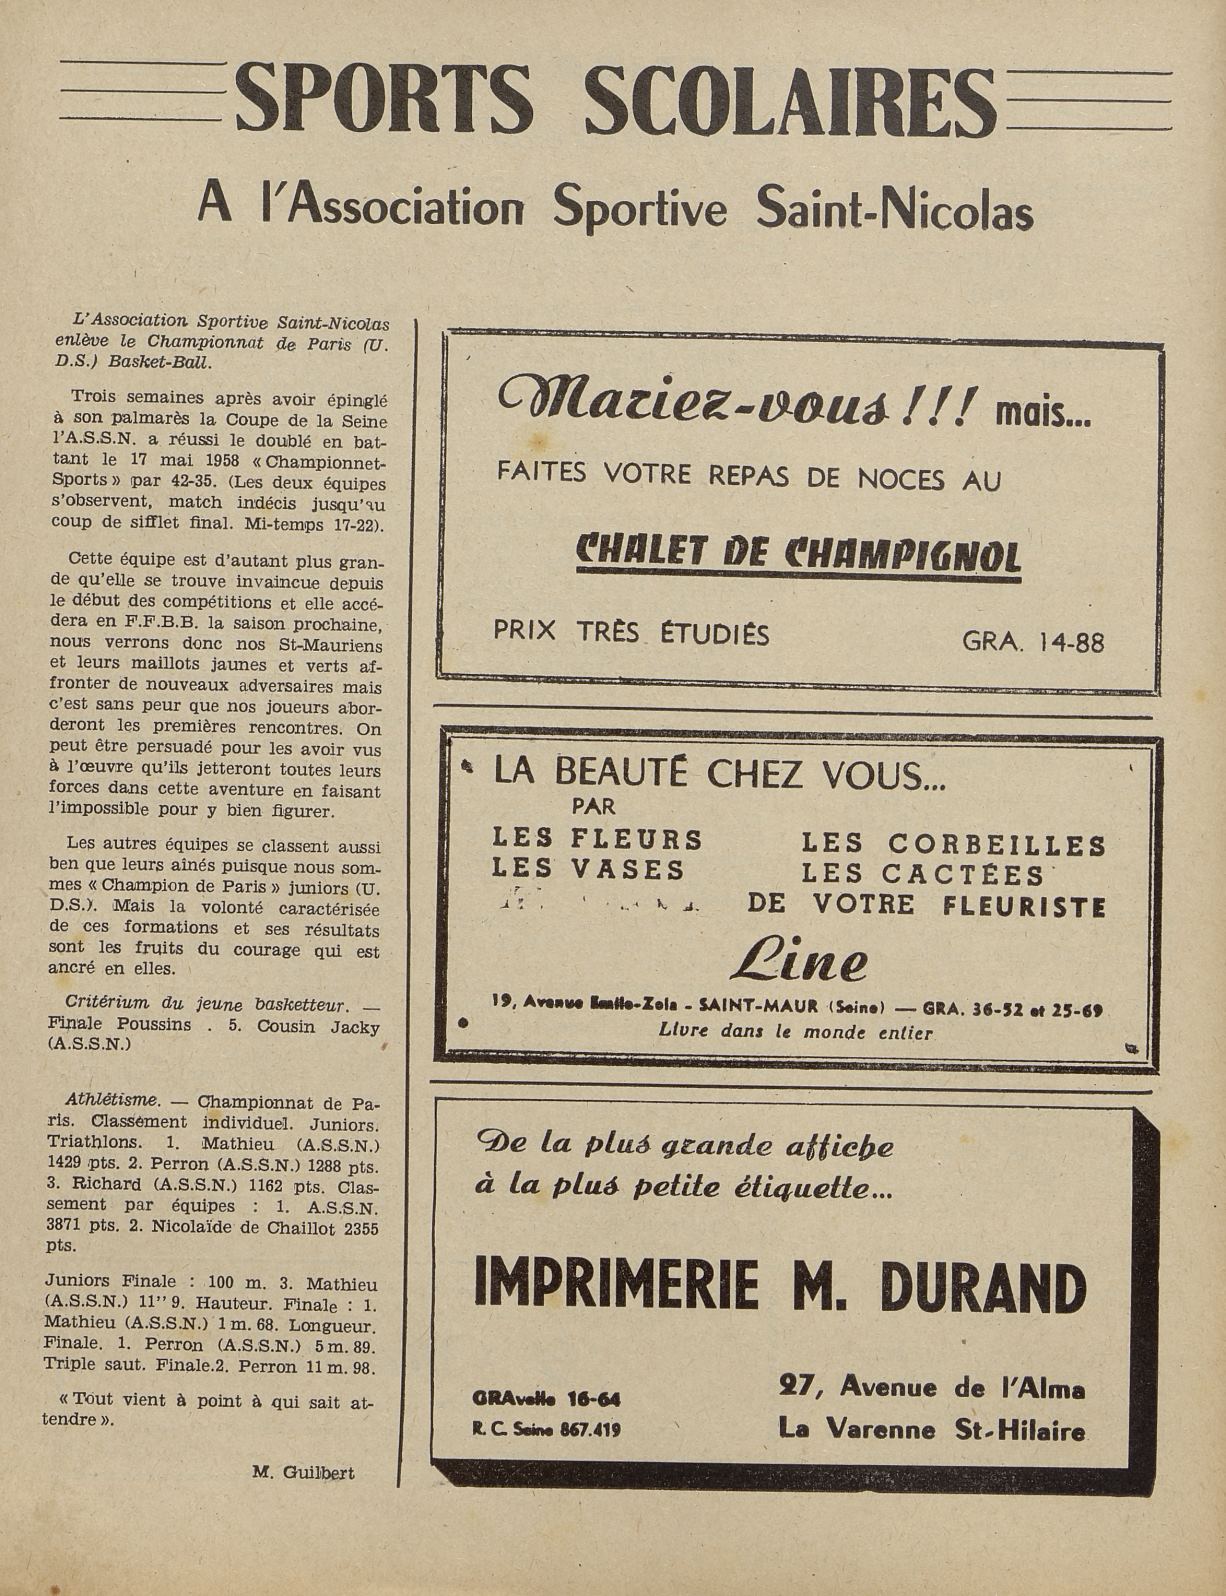 SPORTS SCOLAIRES
A l'Association Sportive Saint-Nicolas
L'Association Sportive Saint-Nicolas
enlève le Championnat de Paris (U.
D.S.) Basket-Ball.
Trois semaines après avoir épinglé
à son palmarès la Coupe de la Seine
l'A.S.S.N. a réussi le doublé en bat-
tant le 17 mai 1958 « Championnet-
Sports » par 42-35. (Les deux équipes
s'observent, match indécis jusqu'au
coup de sifflet final. Mi-temps 17-22).
Cette équipe est d'autant plus gran-
de qu'elle se trouve invaincue depuis
le début des compétitions et elle accé-
dera en F.F.B.B. la saison prochaine,
nous verrons donc nos St-Mauriens
et leurs maillots jaunes et verts af-
fronter de nouveaux adversaires mais
c'est sans peur que nos joueurs abor-
deront les premières rencontres. On
peut être persuadé pour les avoir vus
à l'œuvre qu'ils jetteront toutes leurs
forces dans cette aventure en faisant
l'impossible pour y bien figurer.
Les autres équipes se classent aussi
ben que leurs aînés puisque nous som-
mes « Champion de Paris » juniors (U.
D.S.). Mais la volonté caractérisée
de ces formations et ses résultats
sont les fruits du courage qui est
ancré en elles.
Critérium du jeune basketteur. —
Finale Poussins . 5. Cousin Jacky
(A.S.S.N.)
Athlétisme. — Championnat de Pa-
ris. Classement individuel. Juniors.
Triathlons. 1. Mathieu (A.S.S.N.)
1429 pts. 2. Perron (A.S.S.N.) 1288 pts.
3. Richard (A.S.S.N.) 1162 pts. Clas-
sement par équipes : 1. A.S.S.N.
3871 pts. 2. Nicolaïde de Chaillot 2355
pts.
Juniors Finale : 100 m. 3. Mathieu
(A.S.S.N.) 11'' 9. Hauteur. Finale : 1.
Mathieu (A.S.S.N.) 1 m. 68. Longueur.
Finale. 1. Perron (A.S.S.N.) 5 m. 89.
Triple saut. Finale.2. Perron 11 m. 98.
« Tout vient à point à qui sait at-
tendre ».
M. Guilbert
Mariez-vous !!! mais...
FAITES VOTRE REPAS DE NOCES AU
CHALET DE CHAMPIGNOL
PRIX TRÈS ÉTUDIÉS GRA. 14-88
LA BEAUTÉ CHEZ VOUS...
PAR
LES FLEURS LES CORBEILLES
LES VASES LES CACTÉES
DE VOTRE FLEURISTE
Line
19, Avenue Emile-Zola - SAINT-MAUR (Seine) — GRA. 36-52 et 25-69
Livre dans le monde entier
De la plus grande affiche
à la plus petite étiquette...
IMPRIMERIE M. DURAND
GRAvelle 16-64 27, Avenue de l'Alma
R. C. Seine 867.419 La Varenne St-Hilaire